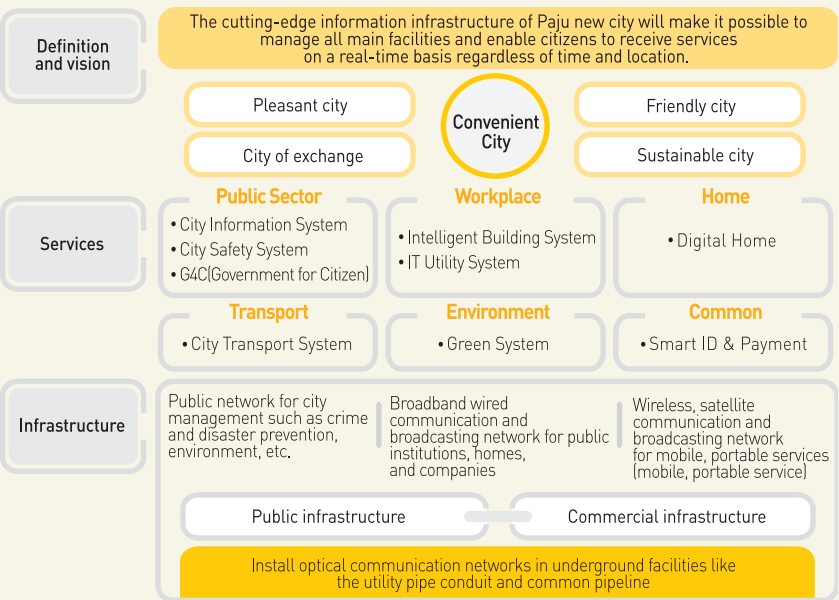 Definition
and vision
The cutting-edge information infrastructure of Paju new city will make it possible to
manage all main facilities and enable citizens to receive services
on a real-time basis regardless of time and location.
Pleasant city
City of exchange
Convenient
City
Friendly city
Sustainable city
Services
Public Sector
• City Information System
• City Safety System
• G4C(Government for Citizen)
Workplace
• Intelligent Building System
• IT Utility System
Home
• Digital Home
Transport
• City Transport System
Environment
• Green System
Common
• Smart ID & Payment
Infrastructure
Public network for city
management such as crime
and disaster prevention,
environment, etc.
Broadband wired
communication and
broadcasting network for public
institutions, homes,
and companies
Wireless, satellite
communication and
broadcasting network
for mobile, portable services
(mobile, portable service)
Public infrastructure
Commercial infrastructure
Install optical communication networks in underground facilities like
the utility pipe conduit and common pipeline